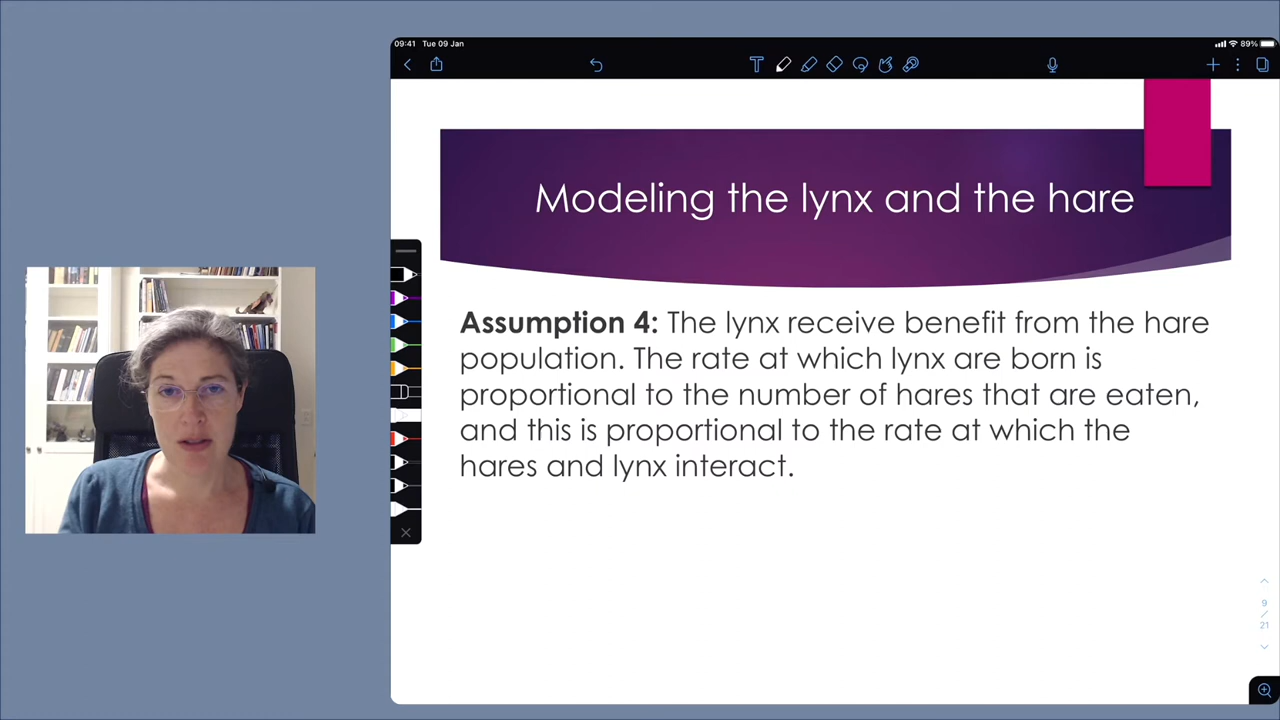 09:41 Tue 09 Jan
89%
Modeling the lynx and the hare
Assumption 4: The lynx receive benefit from the hare
population. The rate at which lynx are born is
proportional to the number of hares that are eaten,
and this is proportional to the rate at which the
hares and lynx interact.
9
/
21